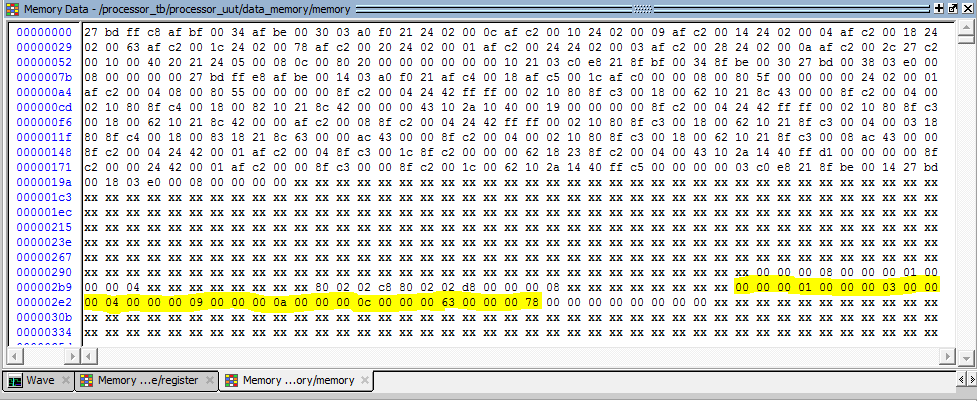 Memory Data - /processor_tb/processor_uut/data_memory/memory
00000000 27 bd ff c8 af bf 00 34 af be 00 30 03 a0 f0 21 24 02 00 0c af c2 00 10 24 02 00 09 af c2 00 14 24 02 00 04 af c2 00 18 24
00000029 02 00 63 af c2 00 1c 24 02 00 78 af c2 00 20 24 02 00 01 af c2 00 24 24 02 00 03 af c2 00 28 24 02 00 0a af c2 00 2c 27 c2
00000052 00 10 00 40 20 21 24 05 00 08 0c 00 80 20 00 00 00 00 00 00 10 21 03 c0 e8 21 8f bf 00 34 8f be 00 30 27 bd 00 38 03 e0 00
0000007b 08 00 00 00 00 27 bd ff e8 af be 00 14 03 a0 f0 21 af c4 00 18 af c5 00 1c af c0 00 00 08 00 80 5f 00 00 00 00 24 02 00 01
000000a4 af c2 00 04 08 00 80 55 00 00 00 00 8f c2 00 04 24 42 ff ff 00 02 10 80 8f c3 00 18 00 62 10 21 8c 43 00 00 8f c2 00 04 00
000000cd 02 10 80 8f c4 00 18 00 82 10 21 8c 42 00 00 00 43 10 2a 10 40 00 19 00 00 00 00 8f c2 00 04 24 42 ff ff 00 02 10 80 8f c3
000000f6 00 18 00 62 10 21 8c 42 00 00 af c2 00 08 8f c2 00 04 24 42 ff ff 00 02 10 80 8f c3 00 18 00 62 10 21 8f c3 00 04 00 03 18
0000011f 80 8f c4 00 18 00 83 18 21 8c 63 00 00 ac 43 00 00 8f c2 00 04 00 02 10 80 8f c3 00 18 00 62 10 21 8f c3 00 08 ac 43 00 00
00000148 8f c2 00 04 24 42 00 01 af c2 00 04 8f c3 00 1c 8f c2 00 00 00 62 18 23 8f c2 00 04 00 43 10 2a 14 40 ff d1 00 00 00 00 8f
00000171 c2 00 00 24 42 00 01 af c2 00 00 8f c3 00 00 8f c2 00 1c 00 62 10 2a 14 40 ff c5 00 00 00 00 03 c0 e8 21 8f be 00 14 27 bd
0000019a 00 18 03 e0 00 08 00 00 00 00 xx xx xx xx xx xx xx xx xx xx xx xx xx xx xx xx xx xx xx xx xx xx xx xx xx xx xx xx xx xx xx
000001c3 xx xx xx xx xx xx xx xx xx xx xx xx xx xx xx xx xx xx xx xx xx xx xx xx xx xx xx xx xx xx xx xx xx xx xx xx xx xx xx xx xx
000001ec xx xx xx xx xx xx xx xx xx xx xx xx xx xx xx xx xx xx xx xx xx xx xx xx xx xx xx xx xx xx xx xx xx xx xx xx xx xx xx xx xx
00000215 xx xx xx xx xx xx xx xx xx xx xx xx xx xx xx xx xx xx xx xx xx xx xx xx xx xx xx xx xx xx xx xx xx xx xx xx xx xx xx xx xx
0000023e xx xx xx xx xx xx xx xx xx xx xx xx xx xx xx xx xx xx xx xx xx xx xx xx xx xx xx xx xx xx xx xx xx xx xx xx xx xx xx xx xx
00000267 xx xx xx xx xx xx xx xx xx xx xx xx xx xx xx xx xx xx xx xx xx xx xx xx xx xx xx xx xx xx xx xx xx xx xx xx xx xx xx xx xx
00000290 xx xx xx xx xx xx xx xx xx xx xx xx xx xx xx xx xx xx xx xx xx xx xx xx xx xx xx xx xx xx xx xx 00 00 00 08 00 00 00 01 00
000002b9 00 00 04 xx xx xx xx xx xx xx xx 80 02 02 c8 80 02 02 d8 00 00 00 08 xx xx xx xx xx xx xx xx 00 00 00 01 00 00 00 03 00 00
000002e2 00 04 00 00 00 09 00 00 00 0a 00 00 00 0c 00 00 00 63 00 00 00 78 00 00 00 00 00 00 00 00 xx xx xx xx xx xx xx xx xx xx xx
0000030b xx xx xx xx xx xx xx xx xx xx xx xx xx xx xx xx xx xx xx xx xx xx xx xx xx xx xx xx xx xx xx xx xx xx xx xx xx xx xx xx xx
00000334 xx xx xx xx xx xx xx xx xx xx xx xx xx xx xx xx xx xx xx xx xx xx xx xx xx xx xx xx xx xx xx xx xx xx xx xx xx xx xx xx xx
Wave Memory ...e/register Memory ...ory/memory